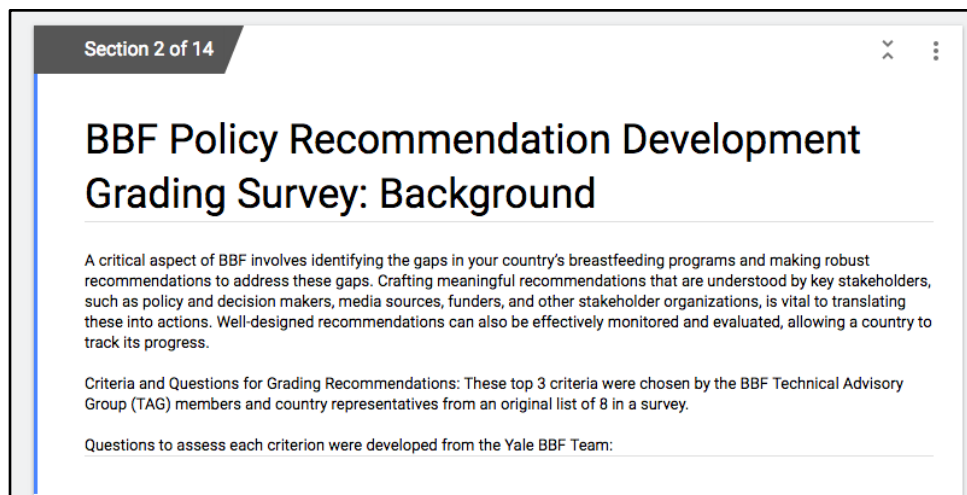 Section 2 of 14
BBF Policy Recommendation Development
Grading Survey: Background
A critical aspect of BBF involves identifying the gaps in your country's breastfeeding programs and making robust
recommendations to address these gaps. Crafting meaningful recommendations that are understood by key stakeholders,
such as policy and decision makers, media sources, funders, and other stakeholder organizations, is vital to translating
these into actions. Well-designed recommendations can also be effectively monitored and evaluated, allowing a country to
track its progress.
Criteria and Questions for Grading Recommendations: These top 3 criteria were chosen by the BBF Technical Advisory
Group (TAG) members and country representatives from an original list of 8 in a survey.
Questions to assess each criterion were developed from the Yale BBF Team: